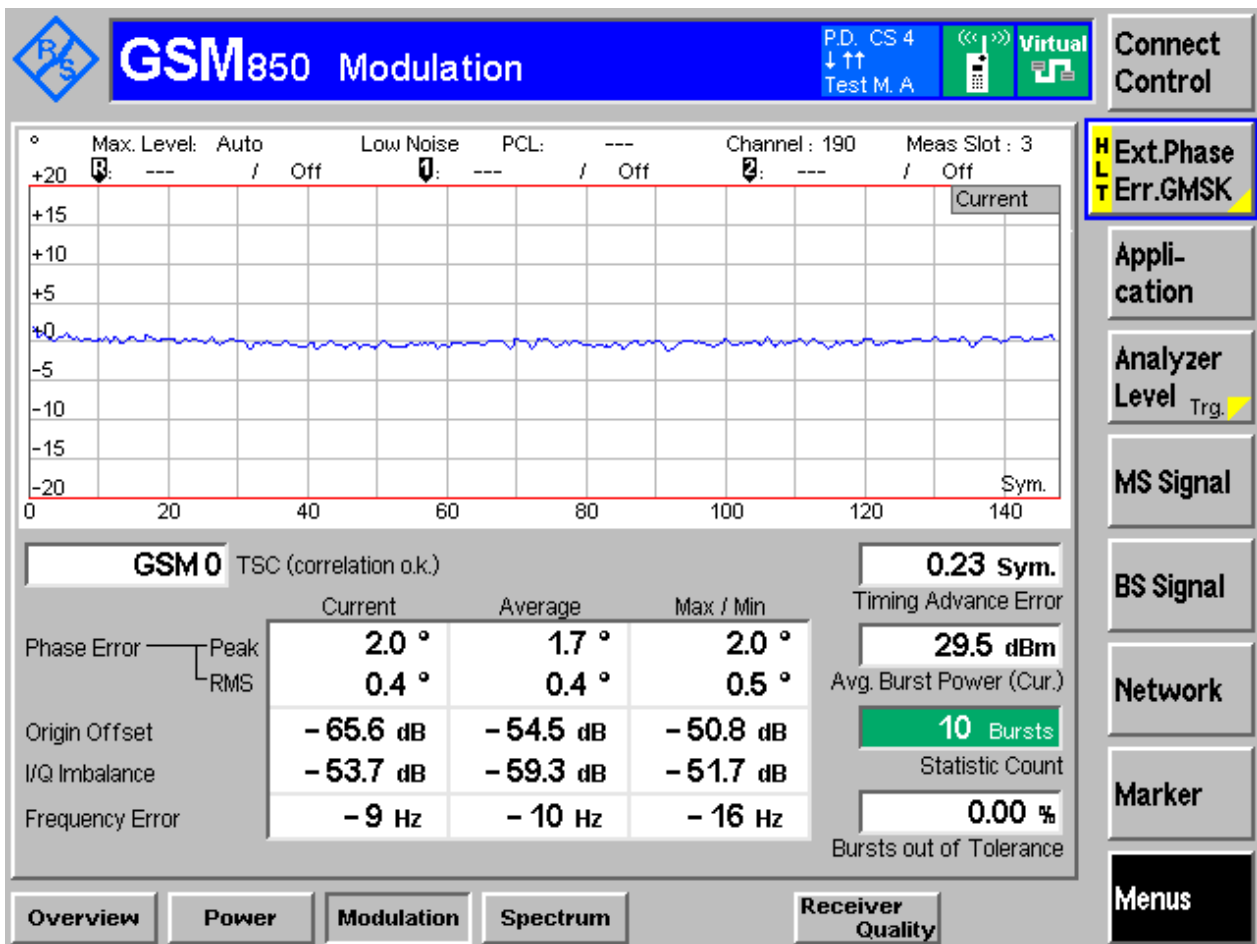 R/S
GSM850 Modulation
P.D. CS 4
↓ ↑↑
Test M. A
Virtual
Connect
Control
° Max. Level: Auto Low Noise PCL: --- Channel : 190 Meas Slot : 3
R: --- / Off 1: --- / Off 2: --- / Off
Current
+20
+15
+10
+5
+0
-5
-10
-15
-20
Sym.
0 20 40 60 80 100 120 140
HLT
Ext.Phase
Err.GMSK
Appli-
cation
Analyzer
Level Trg.
MS Signal
BS Signal
Network
Marker
Menus
GSM 0 TSC (correlation o.k.)
Current Average Max / Min
Phase Error Peak 2.0 ° 1.7 ° 2.0 °
RMS 0.4 ° 0.4 ° 0.5 °
Origin Offset -65.6 dB -54.5 dB -50.8 dB
I/Q Imbalance -53.7 dB -59.3 dB -51.7 dB
Frequency Error -9 Hz -10 Hz -16 Hz
0.23 Sym.
Timing Advance Error
29.5 dBm
Avg. Burst Power (Cur.)
10 Bursts
Statistic Count
0.00 %
Bursts out of Tolerance
Overview
Power
Modulation
Spectrum
Receiver
Quality